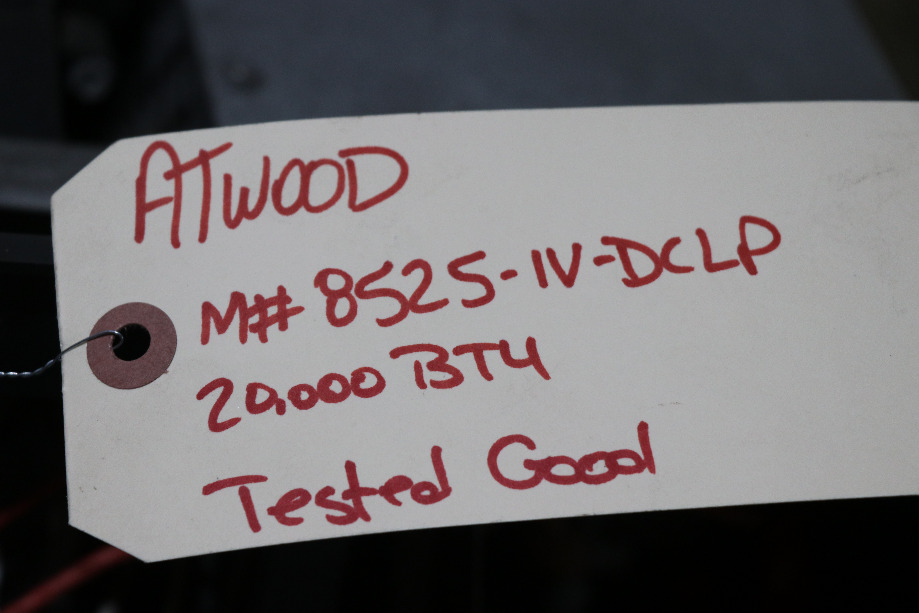 ATWOOD
M# 8525-IV-DCLP
20,000 BTU
Tested Good